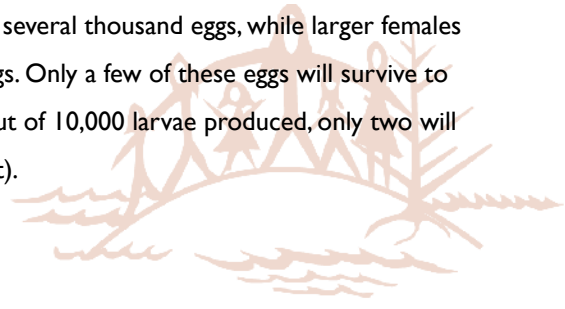 several thousand eggs, while larger females
gs. Only a few of these eggs will survive to
ut of 10,000 larvae produced, only two will
t).